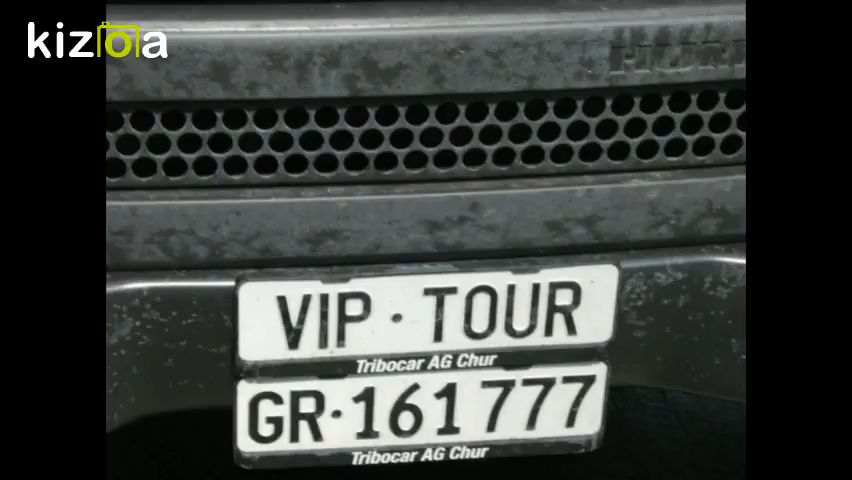 kizoa
VIP · TOUR
Tribocar AG Chur
GR·161 777
Tribocar AG Chur